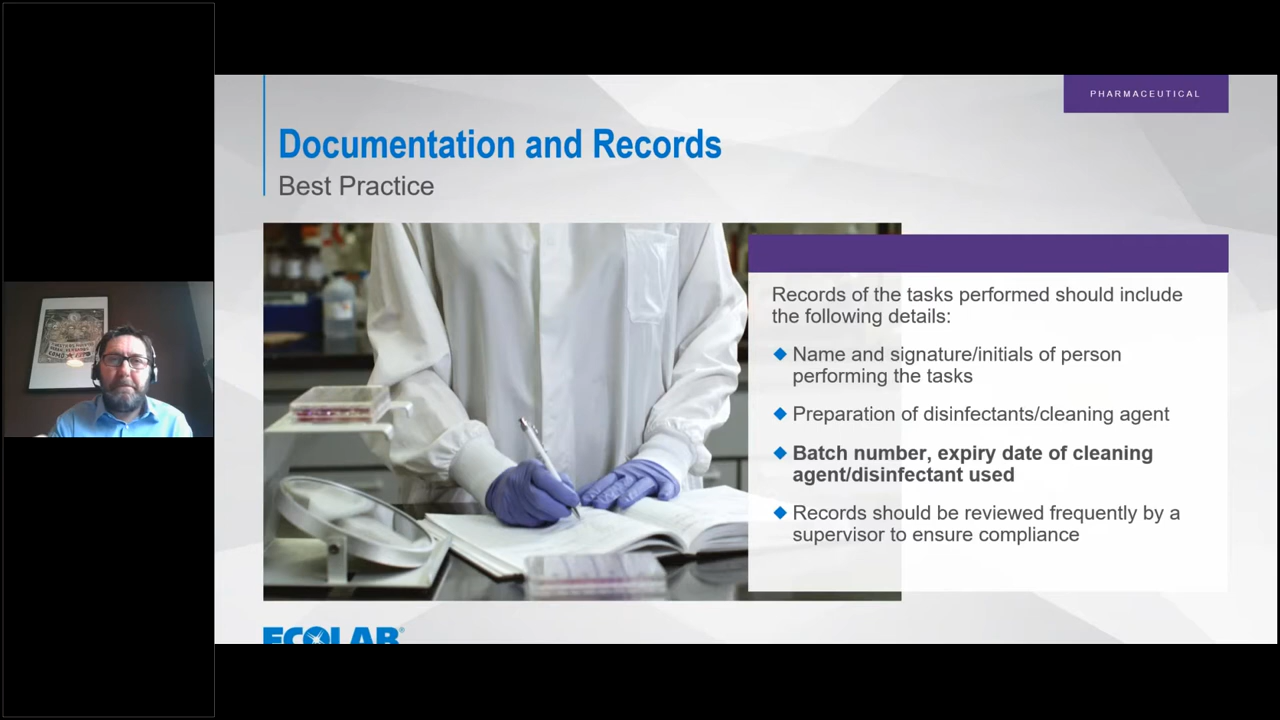 PHARMACEUTICAL
Documentation and Records
Best Practice
Records of the tasks performed should include
the following details:
Name and signature/initials of person
performing the tasks
Preparation of disinfectants/cleaning agent
Batch number, expiry date of cleaning
agent/disinfectant used
Records should be reviewed frequently by a
supervisor to ensure compliance
ECOLAB®